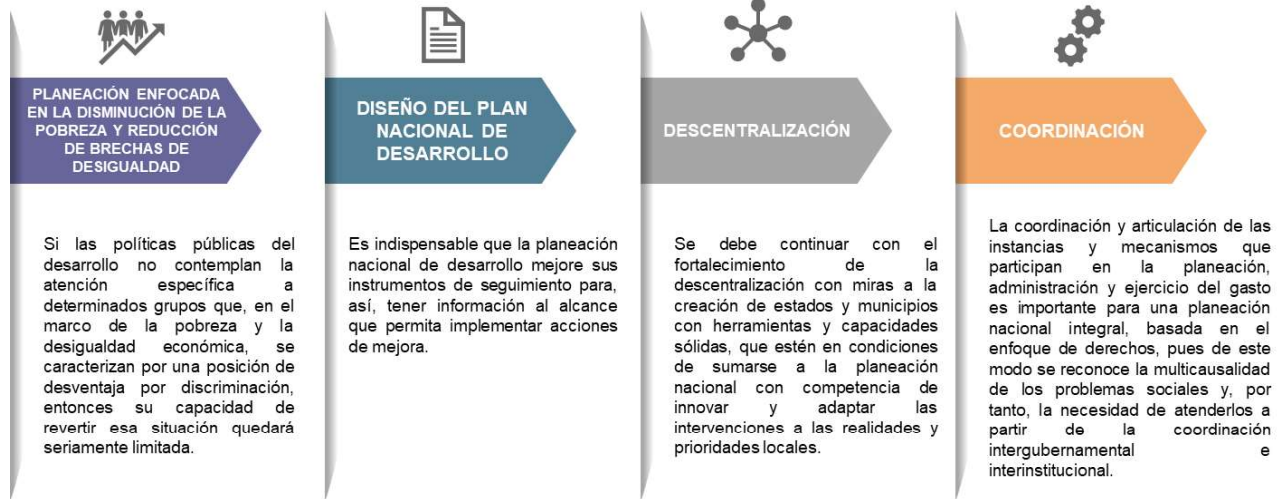 PLANEACIÓN ENFOCADA
EN LA DISMINUCIÓN DE LA
POBREZA Y REDUCCIÓN
DE BRECHAS DE
DESIGUALDAD
Si las políticas públicas del
desarrollo no contemplan la
atención específica a
determinados grupos que, en el
marco de la pobreza y la
desigualdad económica, se
caracterizan por una posición de
desventaja por discriminación,
entonces su capacidad de
revertir esa situación quedará
seriamente limitada.
DISEÑO DEL PLAN
NACIONAL DE
DESARROLLO
Es indispensable que la planeación
nacional de desarrollo mejore sus
instrumentos de seguimiento para,
así, tener información al alcance
que permita implementar acciones
de mejora.
DESCENTRALIZACIÓN
Se debe continuar con el
fortalecimiento de la
descentralización con miras a la
creación de estados y municipios
con herramientas y capacidades
sólidas, que estén en condiciones
de sumarse a la planeación
nacional con competencia de
innovar y adaptar las
intervenciones a las realidades y
prioridades locales.
COORDINACIÓN
La coordinación y articulación de las
instancias y mecanismos que
participan en la planeación,
administración y ejercicio del gasto
es importante para una planeación
nacional integral, basada en el
enfoque de derechos, pues de este
modo se reconoce la multicausalidad
de los problemas sociales y, por
tanto, la necesidad de atenderlos a
partir de la coordinación
intergubernamental e
interinstitucional.